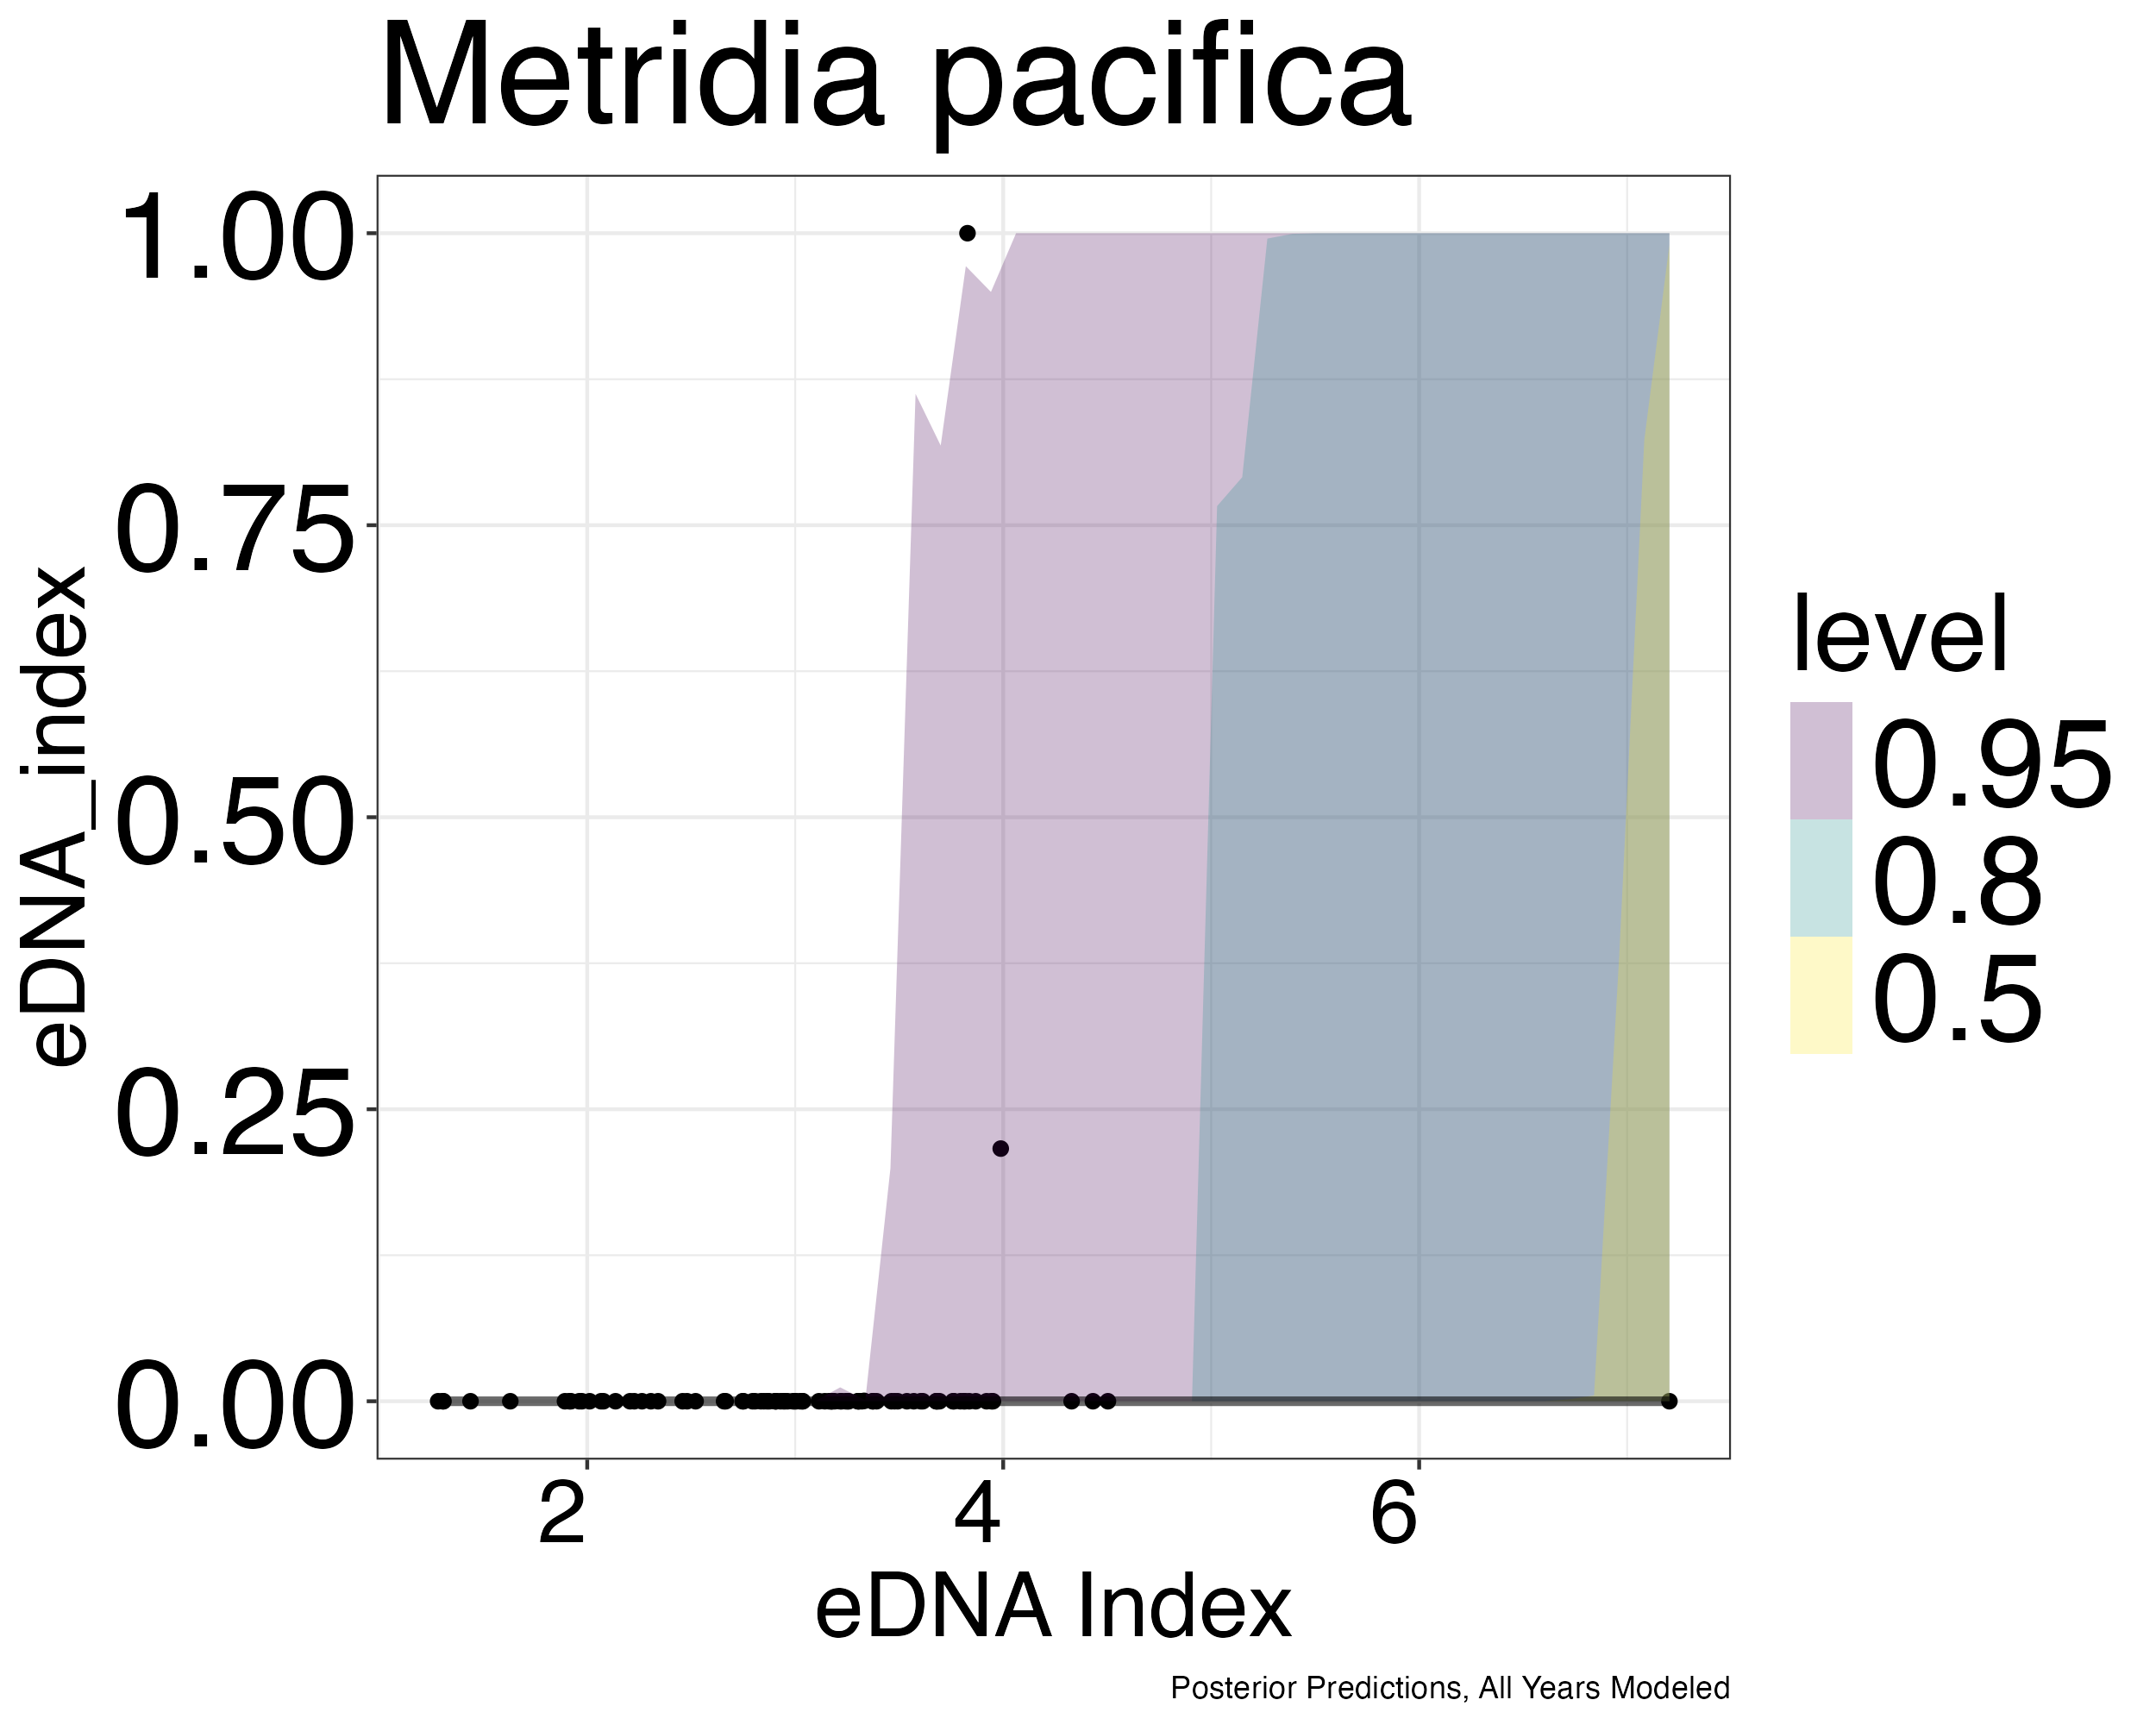 Metridia pacifica
1.00
0.75
0.50
0.25
0.00
eDNA_index
2 4 6
eDNA Index
level
0.95
0.8
0.5
Posterior Predictions, All Years Modeled